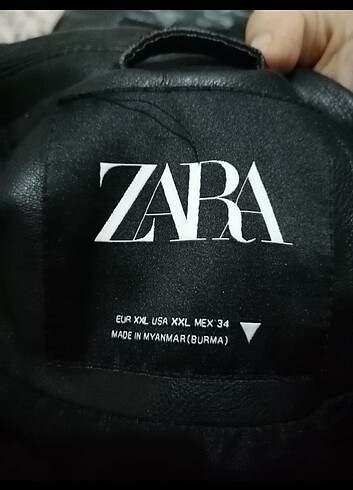 ZARA
EUR XXL USA XXL MEX 34
MADE IN MYANMAR (BURMA)